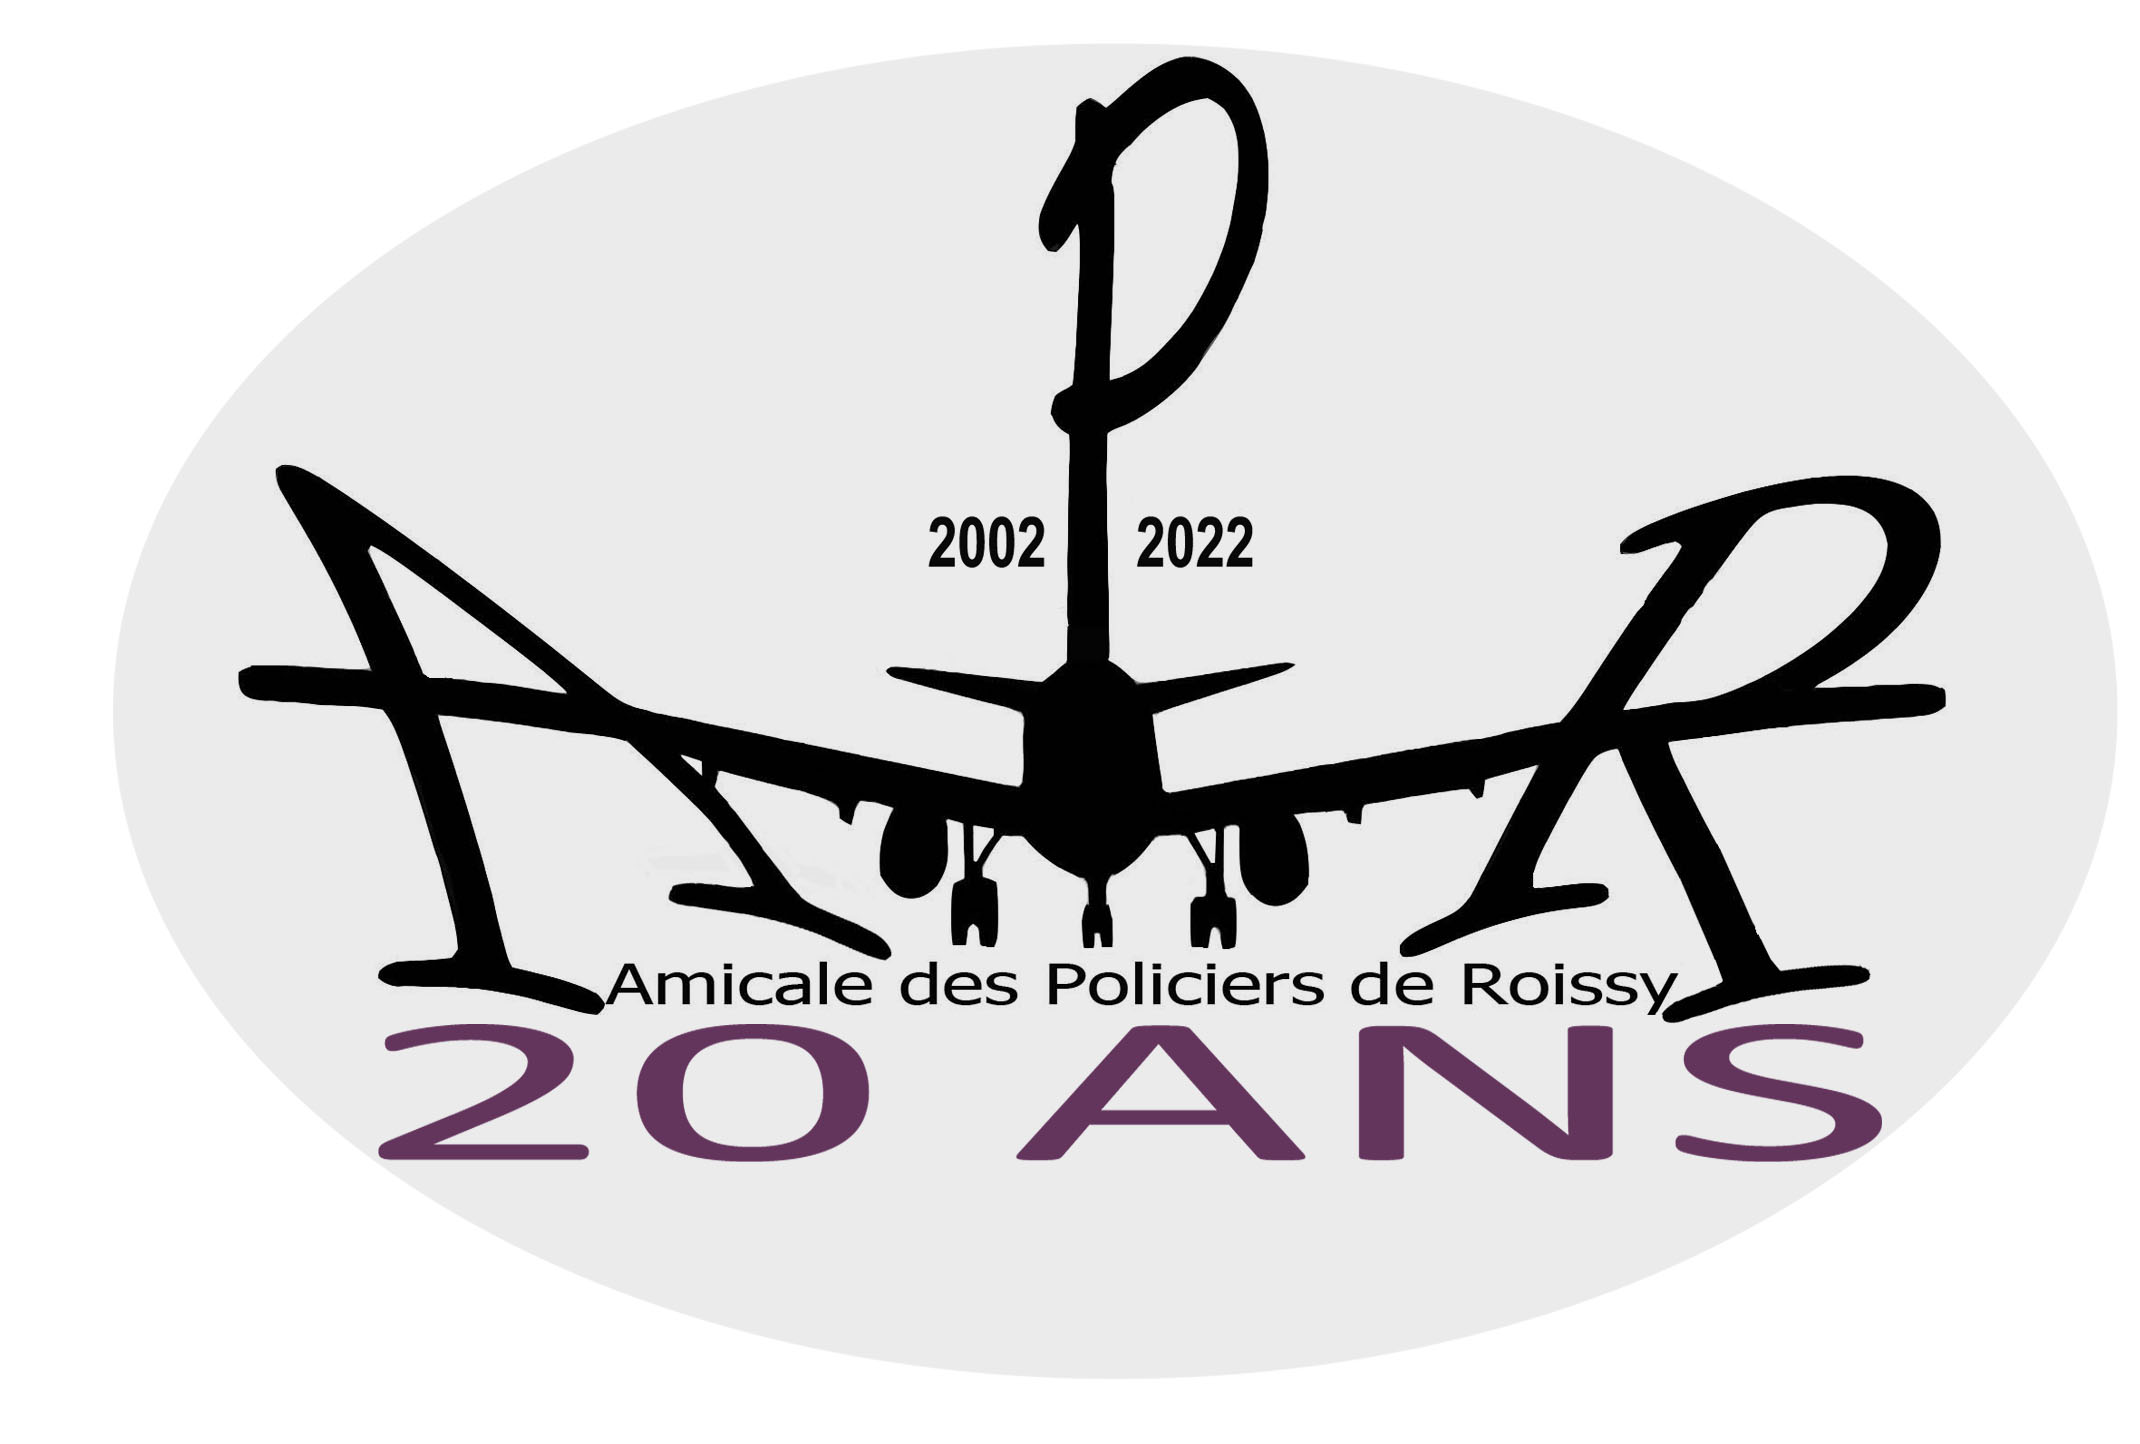 P
2002 2022
A R
Amicale des Policiers de Roissy
20 ANS